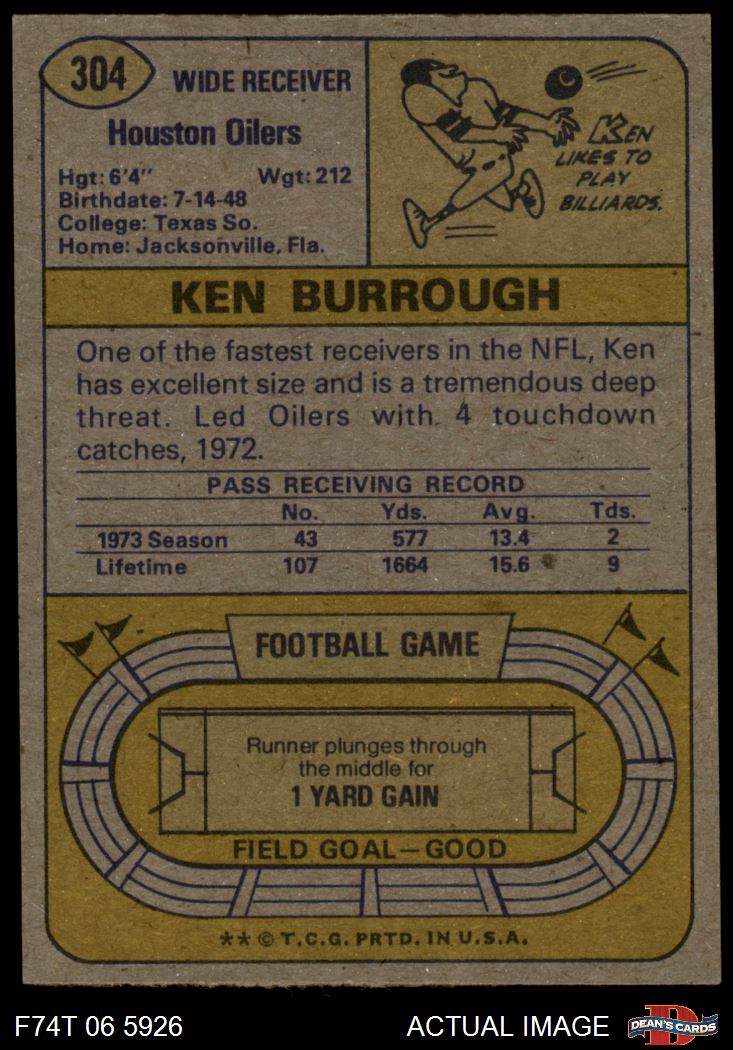 304
WIDE RECEIVER
Houston Oilers
Hgt: 6'4" Wgt: 212
Birthdate: 7-14-48
College: Texas So.
Home: Jacksonville, Fla.
KEN
LIKES TO
PLAY
BILLIARDS.
KEN BURROUGH
One of the fastest receivers in the NFL, Ken
has excellent size and is a tremendous deep
threat. Led Oilers with 4 touchdown
catches, 1972.
PASS RECEIVING RECORD
No. Yds. Avg. Tds.
1973 Season 43 577 13.4 2
Lifetime 107 1664 15.6 9
FOOTBALL GAME
Runner plunges through
the middle for
1 YARD GAIN
FIELD GOAL—GOOD
** © T.C.G. PRTD. IN U.S.A.
F74T 06 5926 ACTUAL IMAGE
DEAN'S CARDS